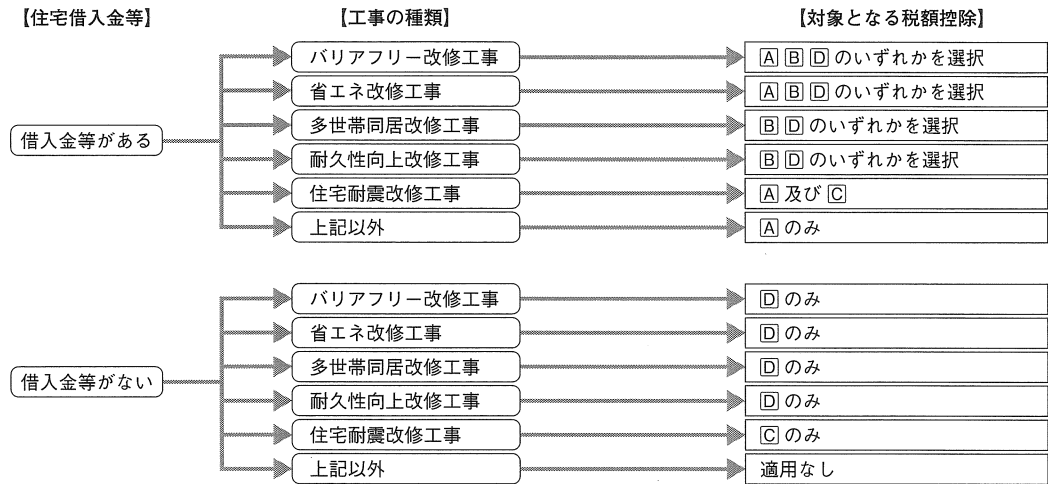 【住宅借入金等】 【工事の種類】 【対象となる税額控除】
バリアフリー改修工事 A B D のいずれかを選択
省エネ改修工事 A B D のいずれかを選択
多世帯同居改修工事 B D のいずれかを選択
借入金等がある
耐久性向上改修工事 B D のいずれかを選択
住宅耐震改修工事 A 及び C
上記以外 A のみ
バリアフリー改修工事 D のみ
省エネ改修工事 D のみ
多世帯同居改修工事 D のみ
借入金等がない
耐久性向上改修工事 D のみ
住宅耐震改修工事 C のみ
上記以外 適用なし